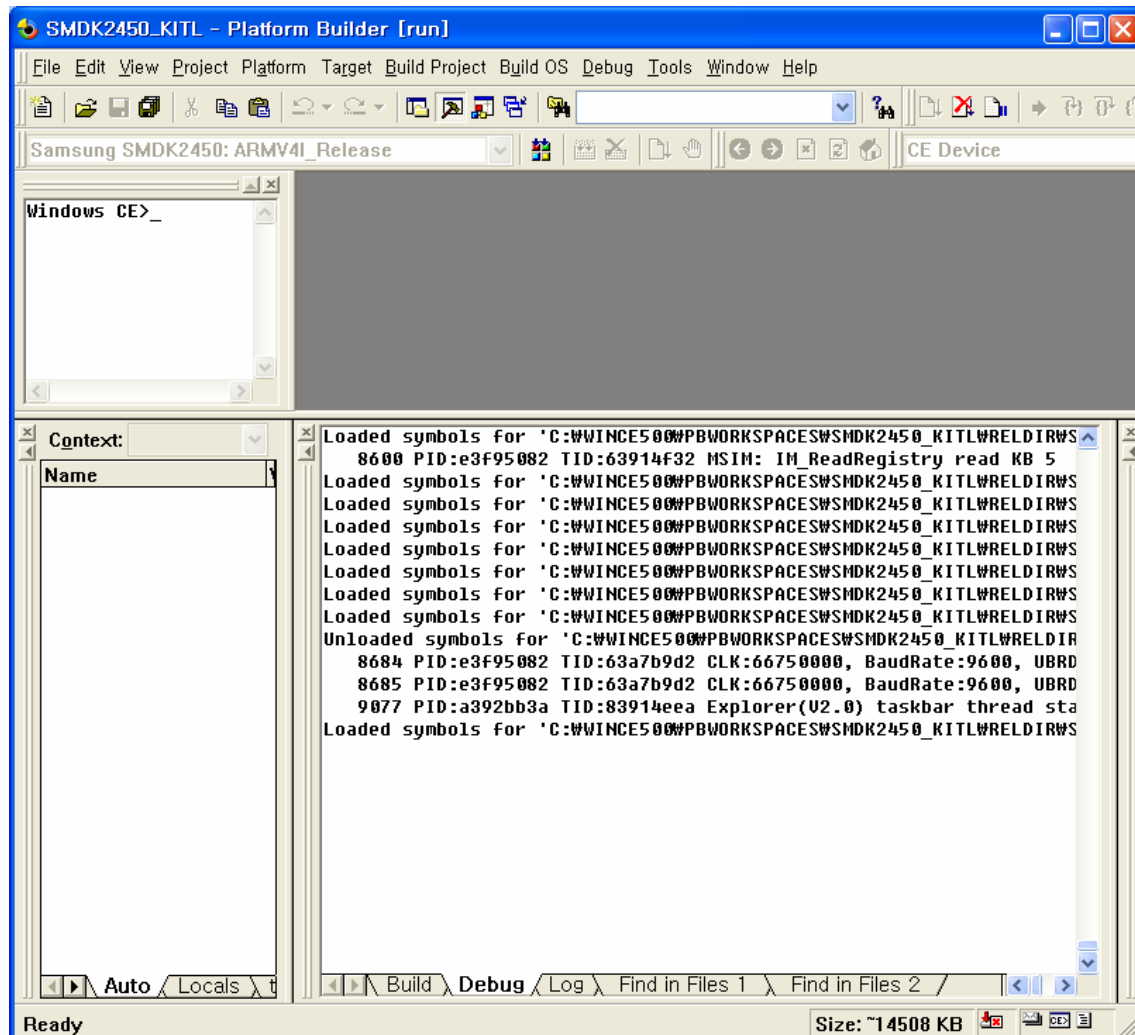 SMDK2450_KITL - Platform Builder [run]
File Edit View Project Platform Target Build Project Build OS Debug Tools Window Help
Samsung SMDK2450: ARMV4I_Release
CE Device
Windows CE>_
Context:
Name
Loaded symbols for 'C:₩WINCE500₩PBWORKSPACES₩SMDK2450_KITL₩RELDIR₩S
8600 PID:e3f95082 TID:63914f32 MSIM: IM_ReadRegistry read KB 5
Loaded symbols for 'C:₩WINCE500₩PBWORKSPACES₩SMDK2450_KITL₩RELDIR₩S
Loaded symbols for 'C:₩WINCE500₩PBWORKSPACES₩SMDK2450_KITL₩RELDIR₩S
Loaded symbols for 'C:₩WINCE500₩PBWORKSPACES₩SMDK2450_KITL₩RELDIR₩S
Loaded symbols for 'C:₩WINCE500₩PBWORKSPACES₩SMDK2450_KITL₩RELDIR₩S
Loaded symbols for 'C:₩WINCE500₩PBWORKSPACES₩SMDK2450_KITL₩RELDIR₩S
Loaded symbols for 'C:₩WINCE500₩PBWORKSPACES₩SMDK2450_KITL₩RELDIR₩S
Loaded symbols for 'C:₩WINCE500₩PBWORKSPACES₩SMDK2450_KITL₩RELDIR₩S
Unloaded symbols for 'C:₩WINCE500₩PBWORKSPACES₩SMDK2450_KITL₩RELDIR
8684 PID:e3f95082 TID:63a7b9d2 CLK:66750000, BaudRate:9600, UBRD
8685 PID:e3f95082 TID:63a7b9d2 CLK:66750000, BaudRate:9600, UBRD
9077 PID:a392bb3a TID:83914eea Explorer(V2.0) taskbar thread sta
Loaded symbols for 'C:₩WINCE500₩PBWORKSPACES₩SMDK2450_KITL₩RELDIR₩S
Auto Locals t
Build Debug Log Find in Files 1 Find in Files 2
Ready
Size: ~14508 KB